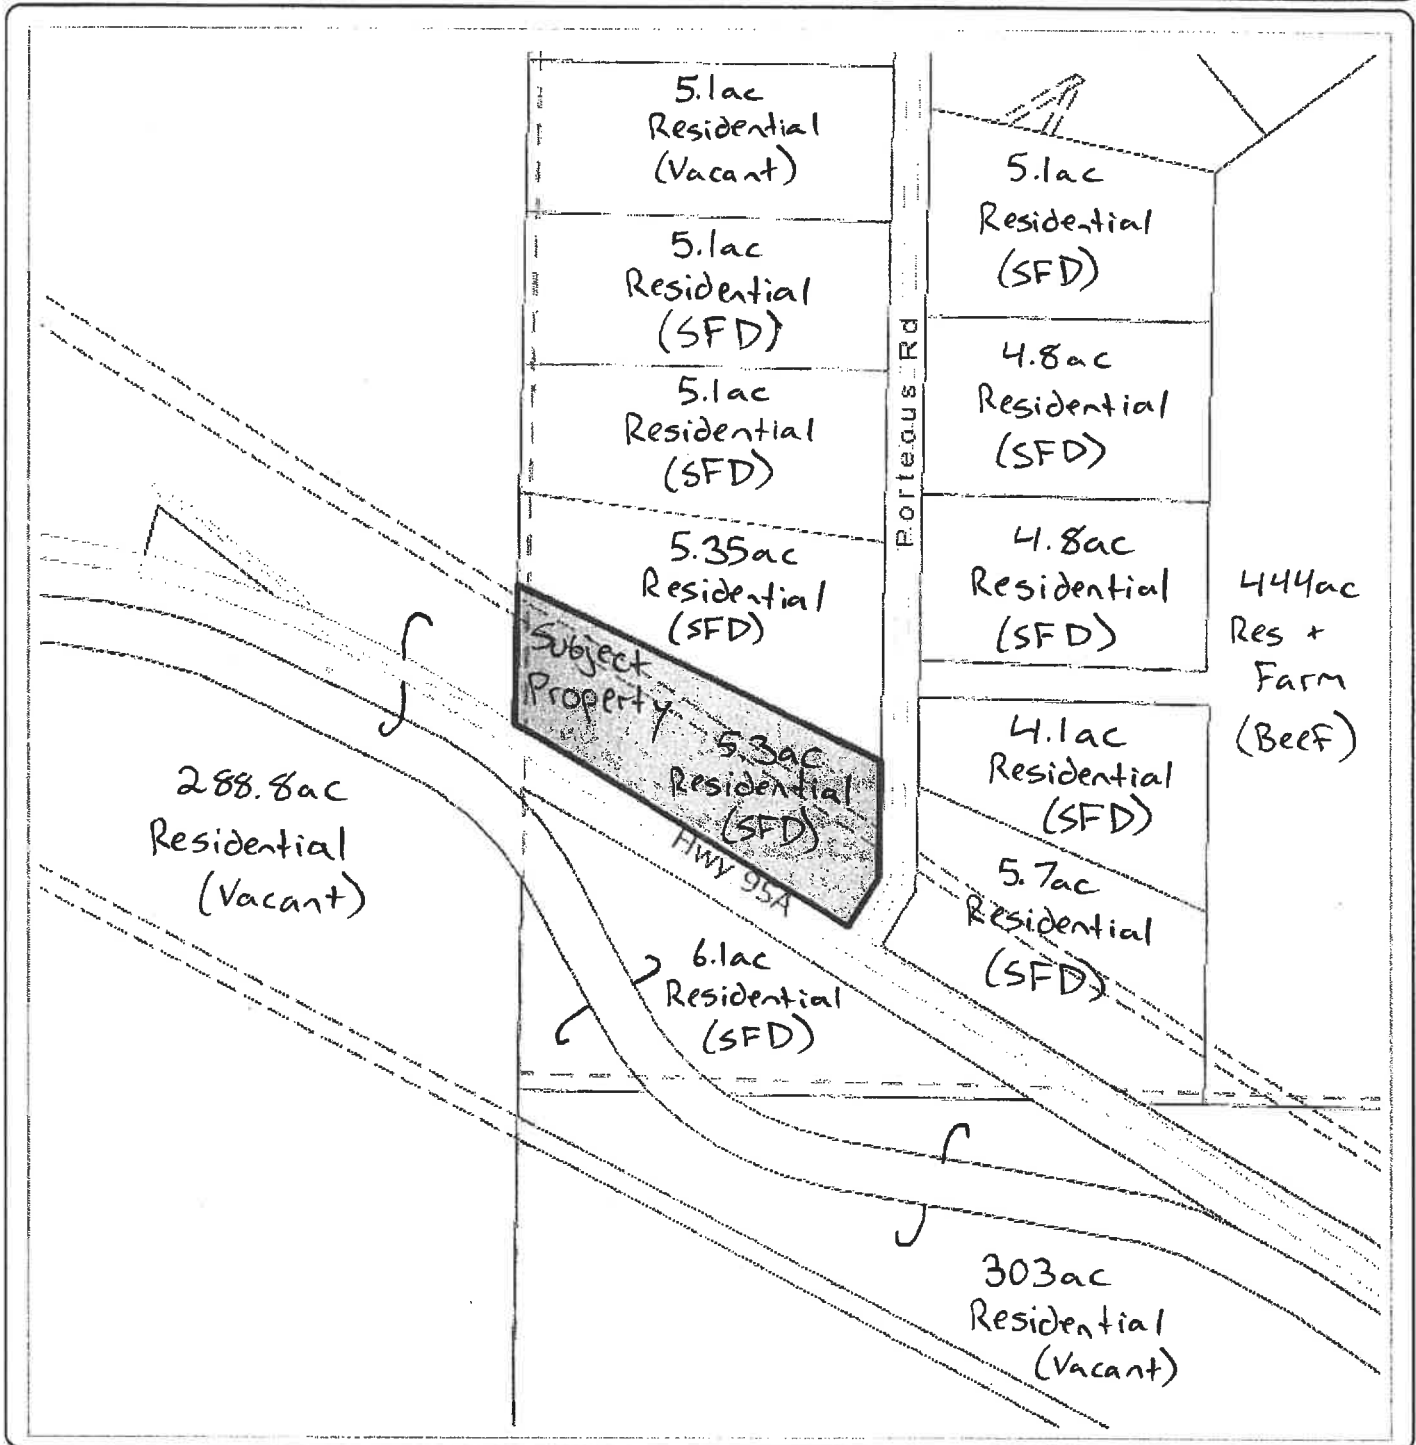 5.1ac
Residential
(Vacant)
5.1ac
Residential
(SFD)
5.1ac
Residential
(SFD)
5.35ac
Residential
(SFD)
Subject
Property
5.3ac
Residential
(SFD)
Hwy 95A
Porteous Rd
5.1ac
Residential
(SFD)
4.8ac
Residential
(SFD)
4.8ac
Residential
(SFD)
444ac
Res +
Farm
(Beef)
4.1ac
Residential
(SFD)
5.7ac
Residential
(SFD)
288.8ac
Residential
(Vacant)
6.1ac
Residential
(SFD)
303ac
Residential
(Vacant)